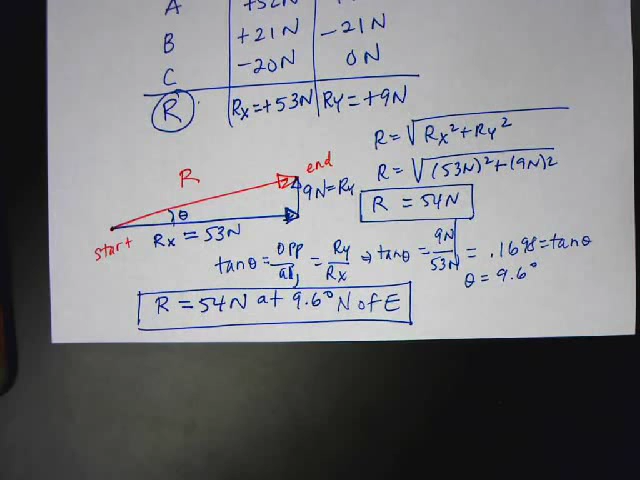 A +52N
B +21N -21N
C -20N 0N
R Rx=+53N Ry=+9N
R=√Rx²+Ry²
R=√(53N)²+(9N)²
R = 54N
end
R
9N=Ry
θ
start
Rx = 53N
tanθ = opp/adj = Ry/Rx → tanθ = 9N/53N = .1698=tanθ
θ = 9.6°
R = 54N at 9.6° N of E